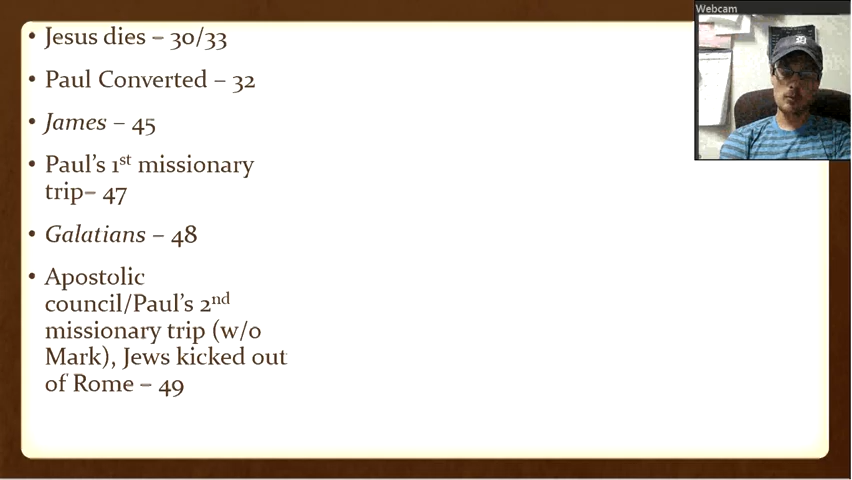 Webcam
• Jesus dies – 30/33
• Paul Converted – 32
• James – 45
• Paul's 1st missionary
trip– 47
• Galatians – 48
• Apostolic
council/Paul's 2nd
missionary trip (w/o
Mark), Jews kicked out
of Rome – 49